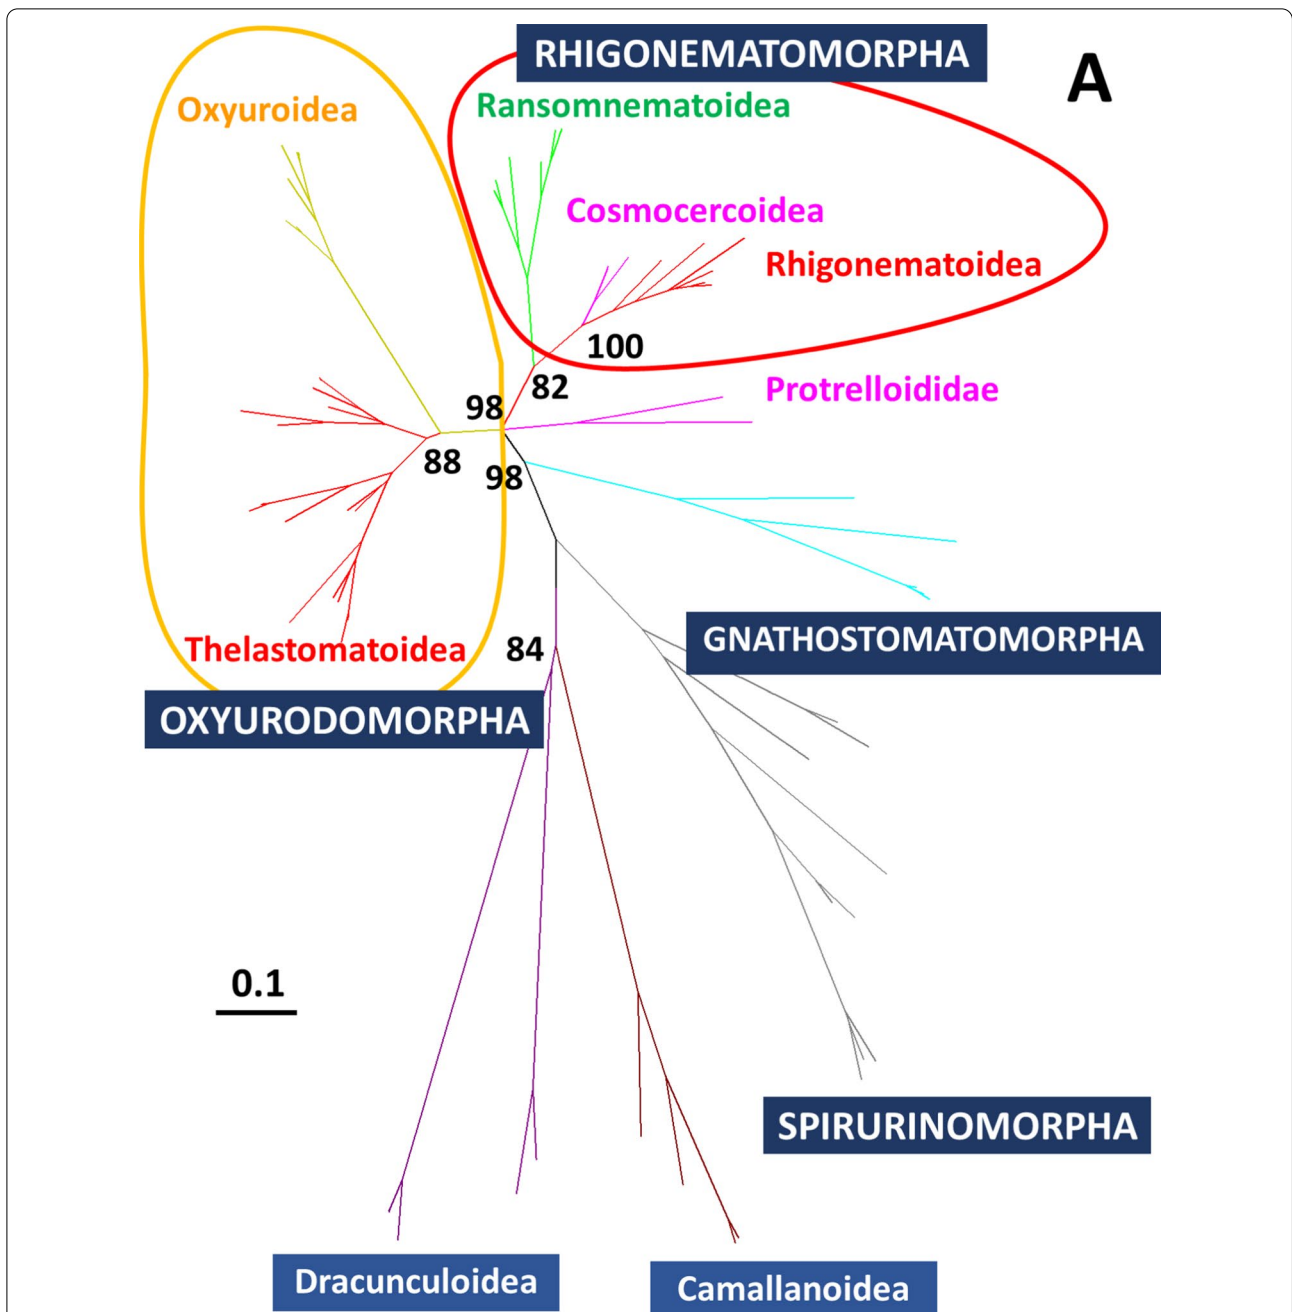 RHIGONEMATOMORPHA
A
Oxyuroidea
Ransomnematoidea
Cosmocercoidea
Rhigonematoidea
100
82
Protrelloididae
98
88
98
GNATHOSTOMATOMORPHA
Thelastomatoidea
84
OXYURODOMORPHA
0.1
SPIRURINOMORPHA
Dracunculoidea
Camallanoidea